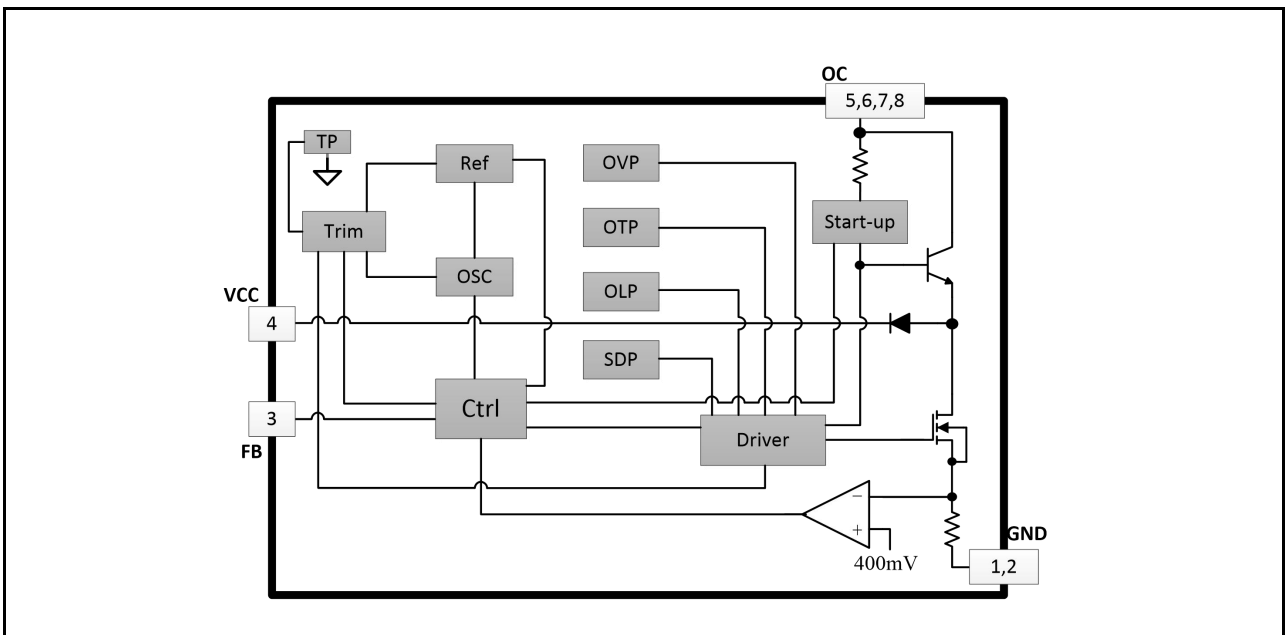 OC
5,6,7,8
TP
Ref
OVP
Trim
OTP
Start-up
OSC
OLP
VCC
4
SDP
Ctrl
3
FB
Driver
−
+
400mV
GND
1,2